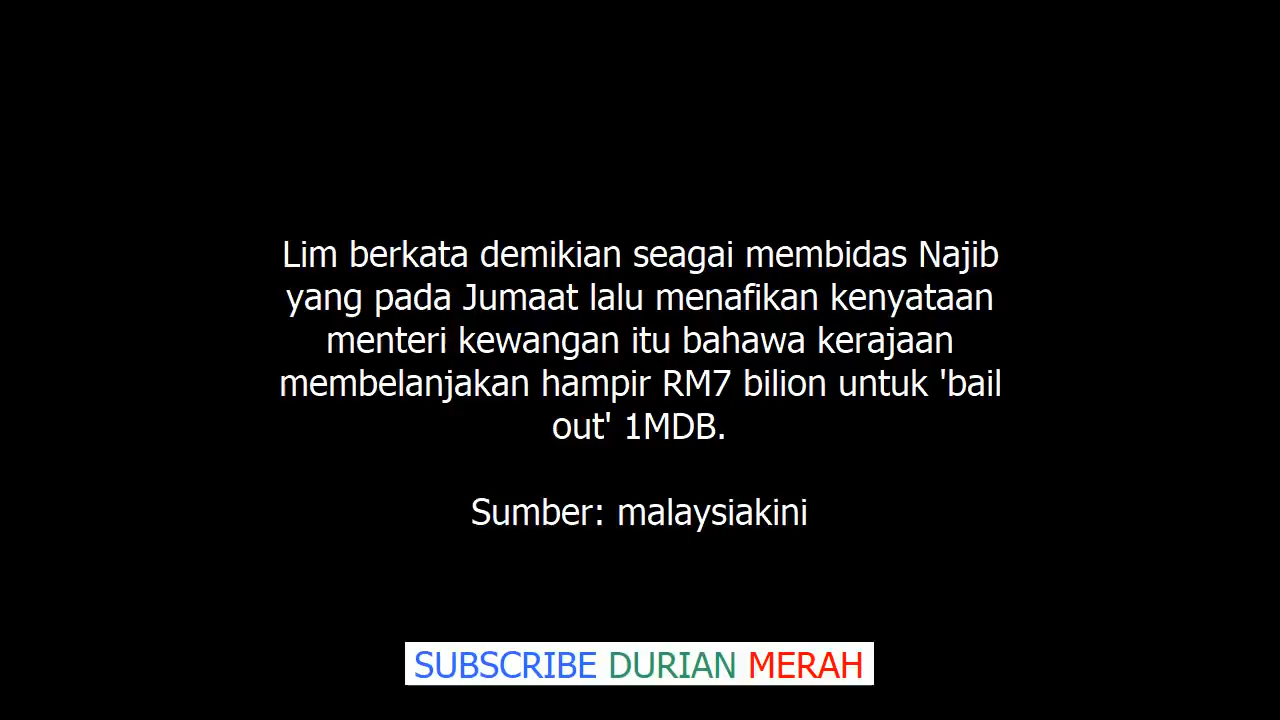 Lim berkata demikian seagai membidas Najib
yang pada Jumaat lalu menafikan kenyataan
menteri kewangan itu bahawa kerajaan
membelanjakan hampir RM7 bilion untuk 'bail
out' 1MDB.
Sumber: malaysiakini
SUBSCRIBE DURIAN MERAH